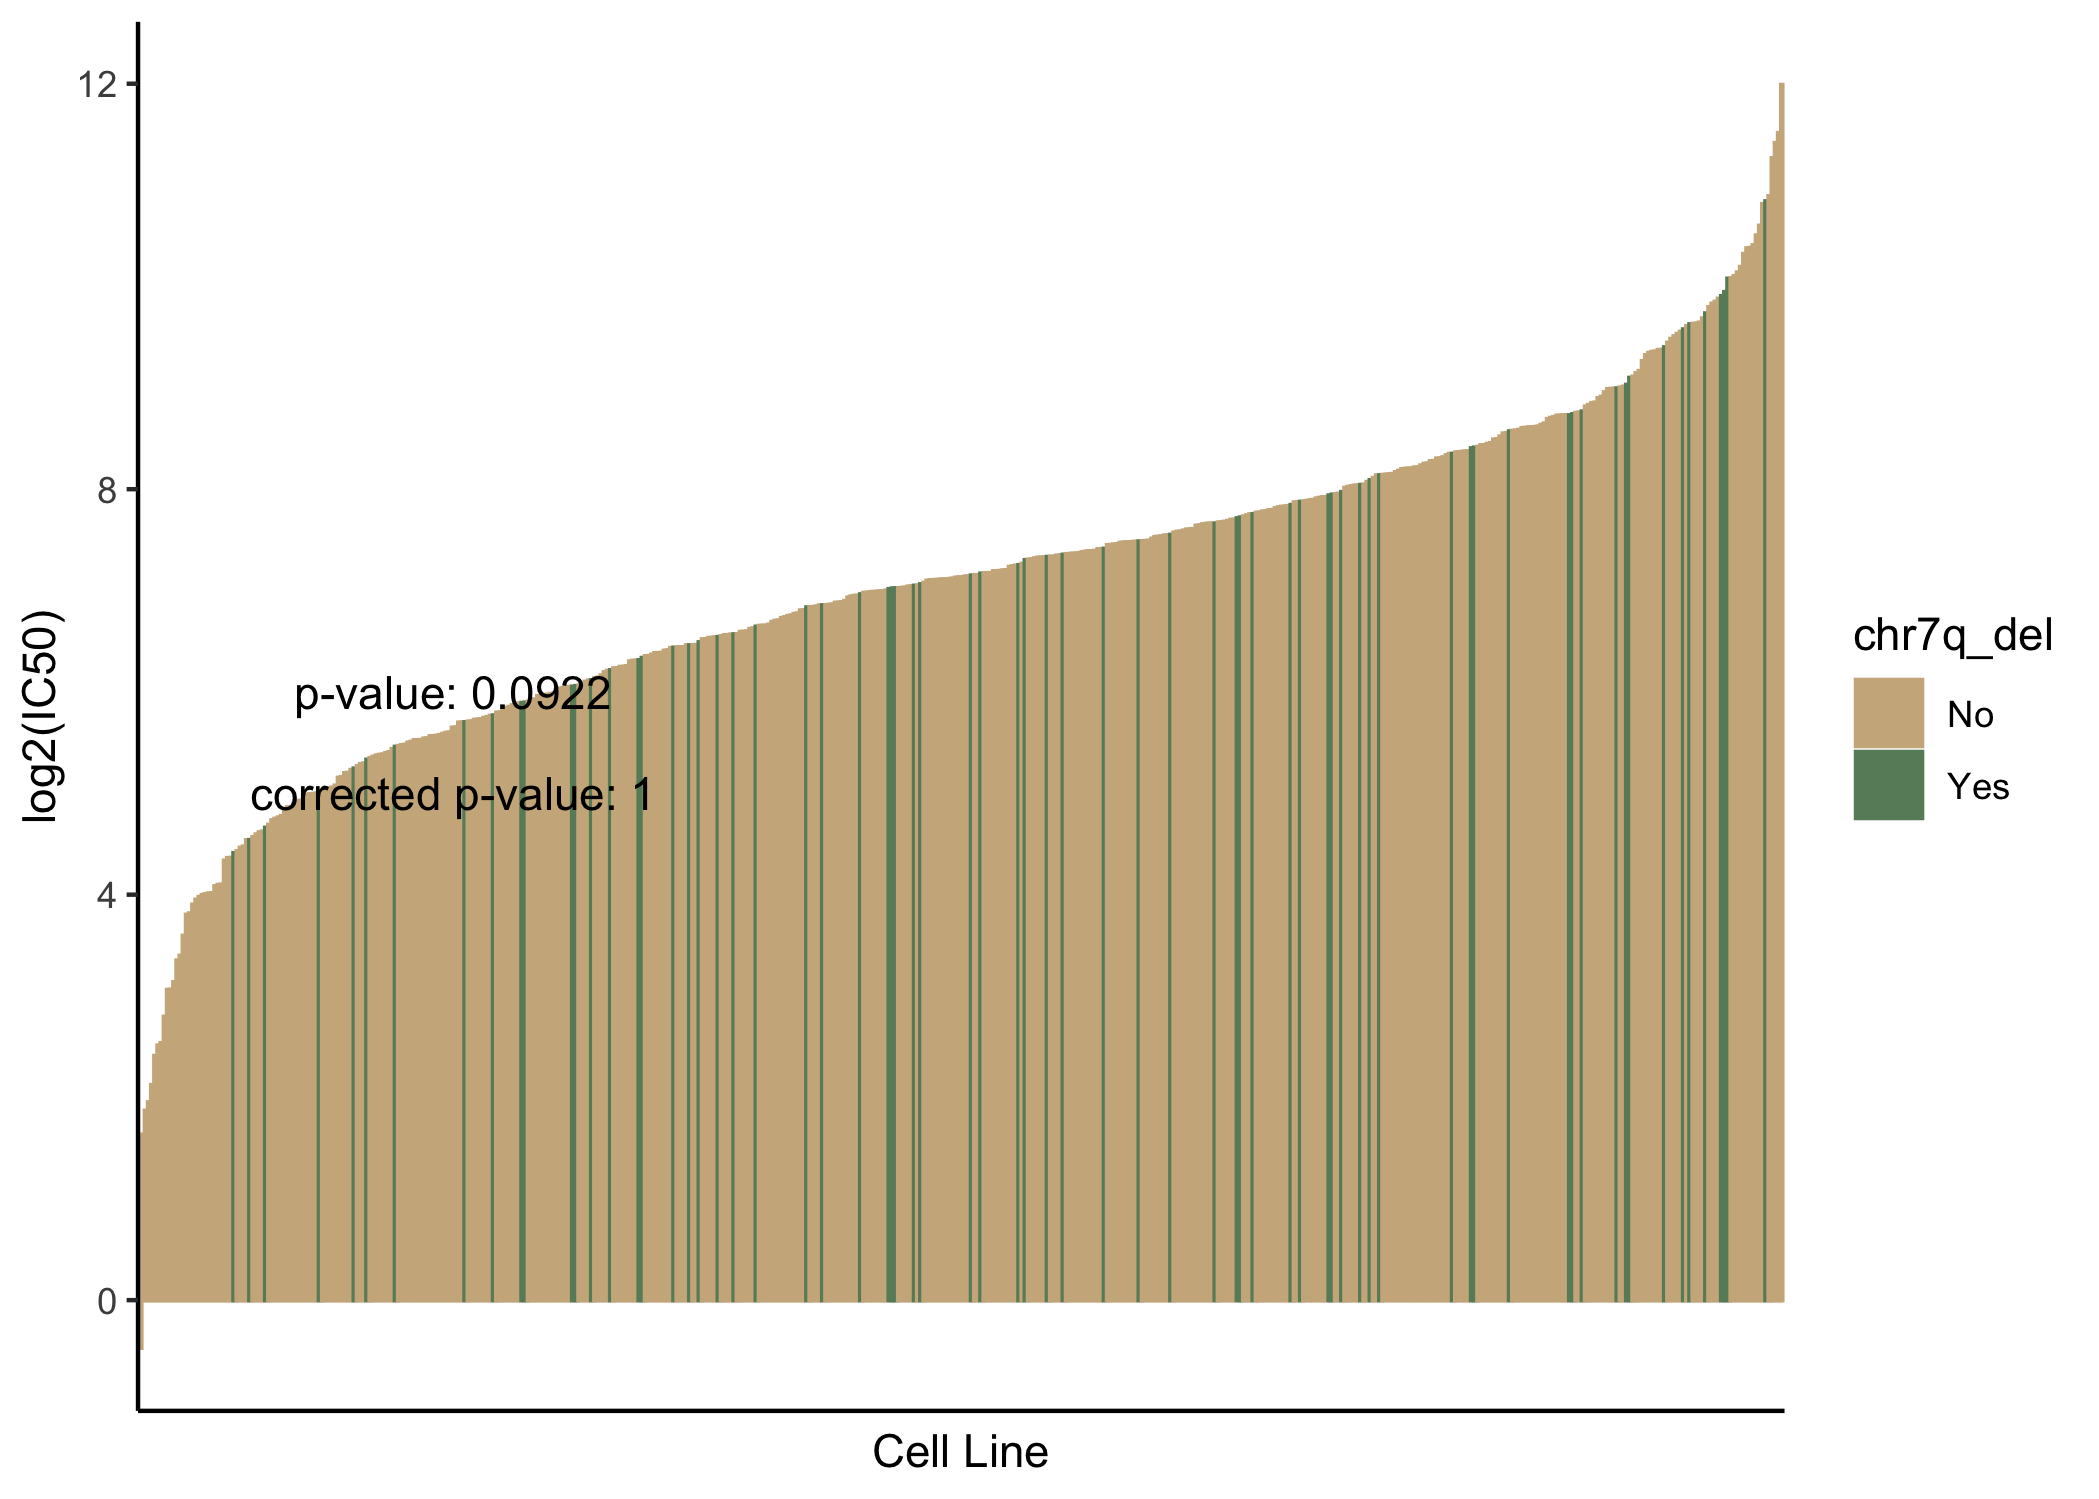 12
8
4
0
log2(IC50)
p-value: 0.0922
corrected p-value: 1
Cell Line
chr7q_del
No
Yes